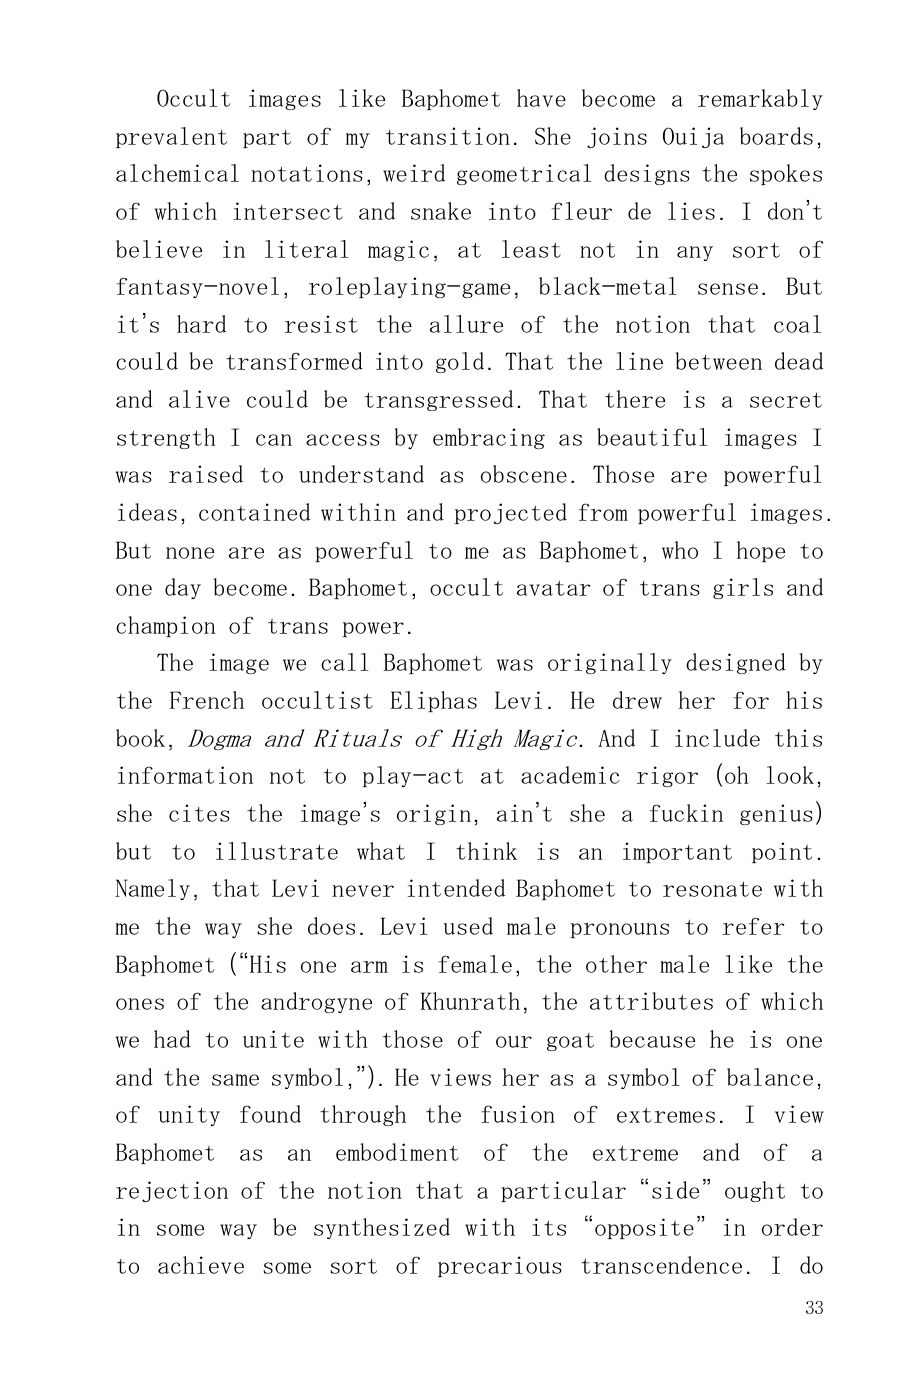 Occult images like Baphomet have become a remarkably
prevalent part of my transition. She joins Ouija boards,
alchemical notations, weird geometrical designs the spokes
of which intersect and snake into fleur de lies. I don't
believe in literal magic, at least not in any sort of
fantasy—novel, roleplaying—game, black—metal sense. But
it's hard to resist the allure of the notion that coal
could be transformed into gold. That the line between dead
and alive could be transgressed. That there is a secret
strength I can access by embracing as beautiful images I
was raised to understand as obscene. Those are powerful
ideas, contained within and projected from powerful images.
But none are as powerful to me as Baphomet, who I hope to
one day become. Baphomet, occult avatar of trans girls and
champion of trans power.
The image we call Baphomet was originally designed by
the French occultist Eliphas Levi. He drew her for his
book, Dogma and Rituals of High Magic. And I include this
information not to play—act at academic rigor (oh look,
she cites the image's origin, ain't she a fuckin genius)
but to illustrate what I think is an important point.
Namely, that Levi never intended Baphomet to resonate with
me the way she does. Levi used male pronouns to refer to
Baphomet (“His one arm is female, the other male like the
ones of the androgyne of Khunrath, the attributes of which
we had to unite with those of our goat because he is one
and the same symbol,”). He views her as a symbol of balance,
of unity found through the fusion of extremes. I view
Baphomet as an embodiment of the extreme and of a
rejection of the notion that a particular “side” ought to
in some way be synthesized with its “opposite” in order
to achieve some sort of precarious transcendence. I do
33